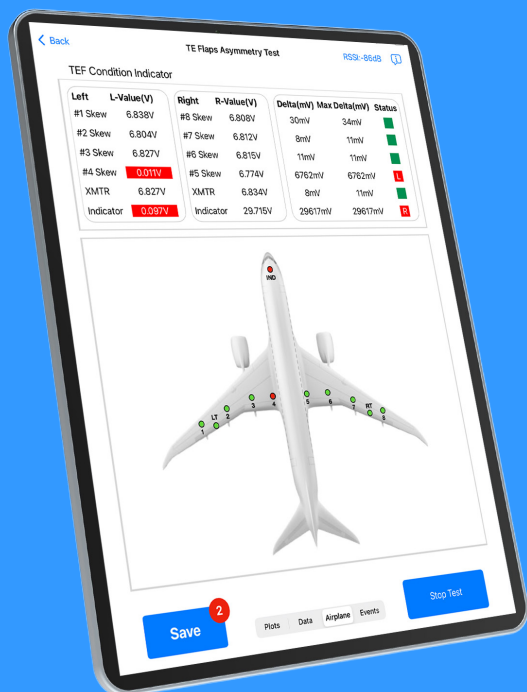 Back
TE Flaps Asymmetry Test
RSSI:-86d8
TEF Condition Indicator
Left L-Value(V) Right R-Value(V) Delta(mV) Max Delta(mV) Status
#1 Skew 6.838V #8 Skew 6.808V 30mV 34mV
#2 Skew 6.804V #7 Skew 6.812V 8mV 11mV
#3 Skew 6.827V #6 Skew 6.815V 11mV 11mV
#4 Skew 0.011V #5 Skew 6.774V 6762mV 6762mV L
XMTR 6.827V XMTR 6.834V 8mV 11mV
Indicator 0.097V Indicator 29.715V 29617mV 29617mV R
IND
1 LT 2 3 4 5 6 7 RT 8
Save 2
Plots Data Airplane Events
Stop Test